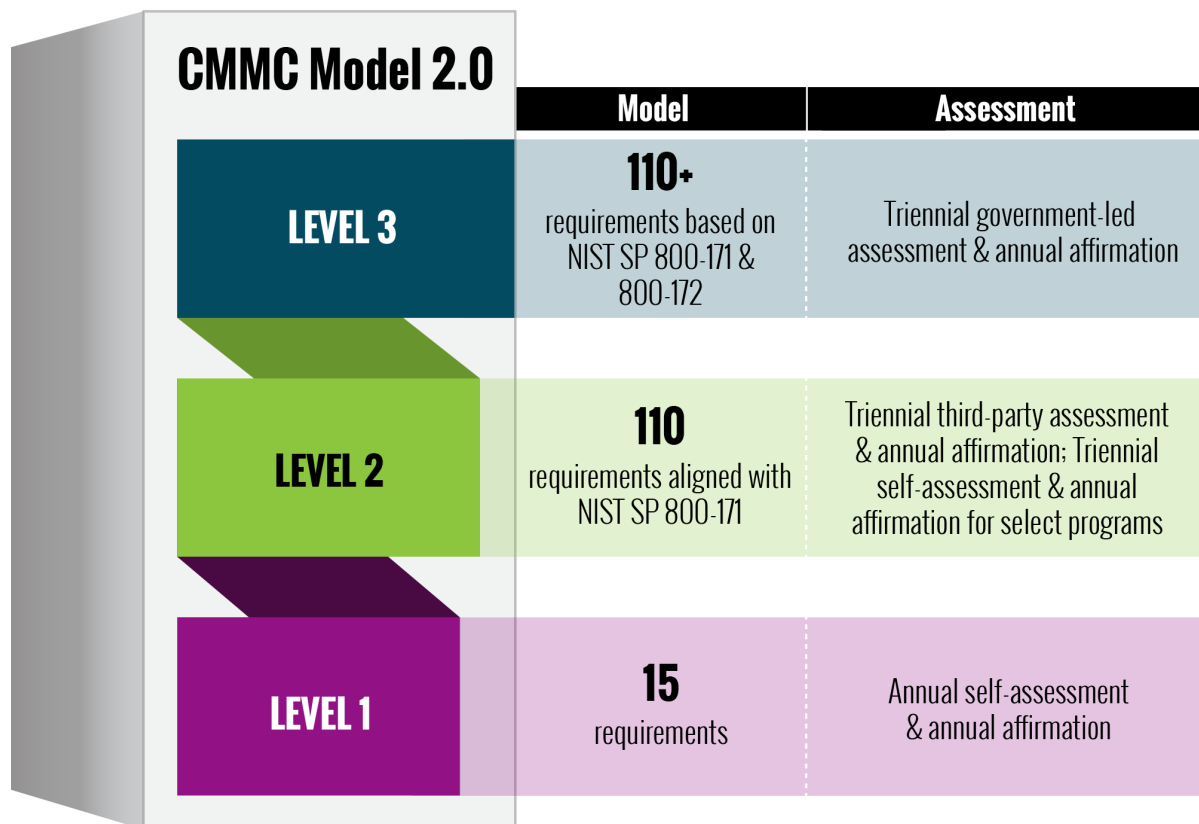 CMMC Model 2.0
Model
Assessment
LEVEL 3
110+
requirements based on
NIST SP 800-171 &
800-172
Triennial government-led
assessment & annual affirmation
LEVEL 2
110
requirements aligned with
NIST SP 800-171
Triennial third-party assessment
& annual affirmation; Triennial
self-assessment & annual
affirmation for select programs
LEVEL 1
15
requirements
Annual self-assessment
& annual affirmation